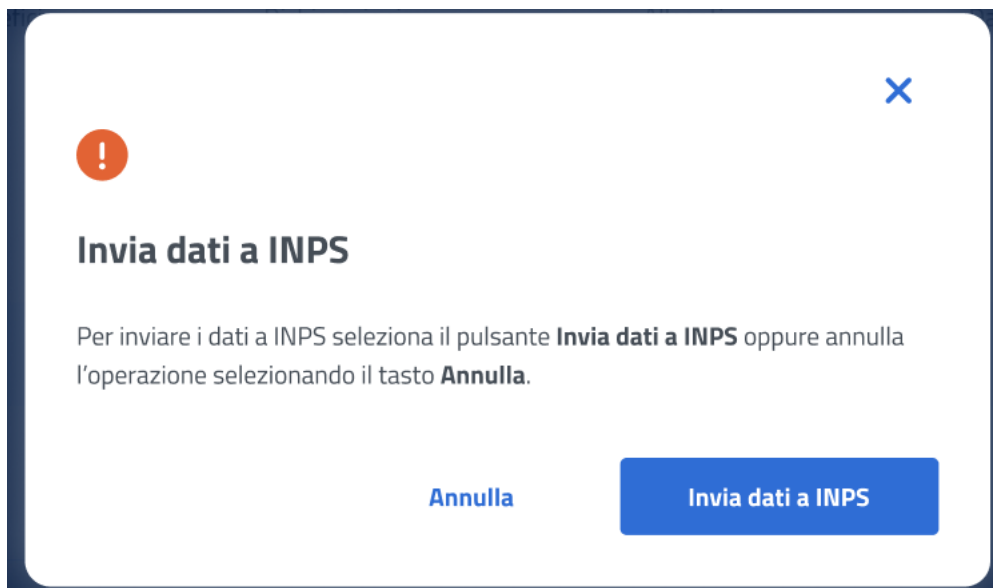 Invia dati a INPS
Per inviare i dati a INPS seleziona il pulsante Invia dati a INPS oppure annulla
l’operazione selezionando il tasto Annulla.
Annulla
Invia dati a INPS